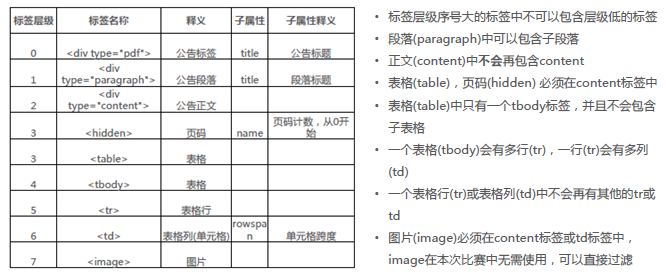 标签层级 标签名称 释义 子属性 子属性释义
0 <div type="pdf"> 公告标签 title 公告标题
1 <div type="paragraph"> 公告段落 title 段落标题
2 <div type="content"> 公告正文
3 <hidden> 页码 name 页码计数，从0开始
3 <table> 表格
4 <tbody> 表格
5 <tr> 表格行
6 <td> 表格列(单元格) rowspan 单元格跨度
7 <image> 图片
• 标签层级序号大的标签中不可以包含层级低的标签
• 段落(paragraph)中可以包含子段落
• 正文(content)中不会再包含content
• 表格(table)，页码(hidden) 必须在content标签中
• 表格(table)中只有一个tbody标签，并且不会包含
子表格
• 一个表格(tbody)会有多行(tr)，一行(tr)会有多列
(td)
• 一个表格行(tr)或表格列(td)中不会再有其他的tr或
td
• 图片(image)必须在content标签或td标签中，
image在本次比赛中无需使用，可以直接过滤